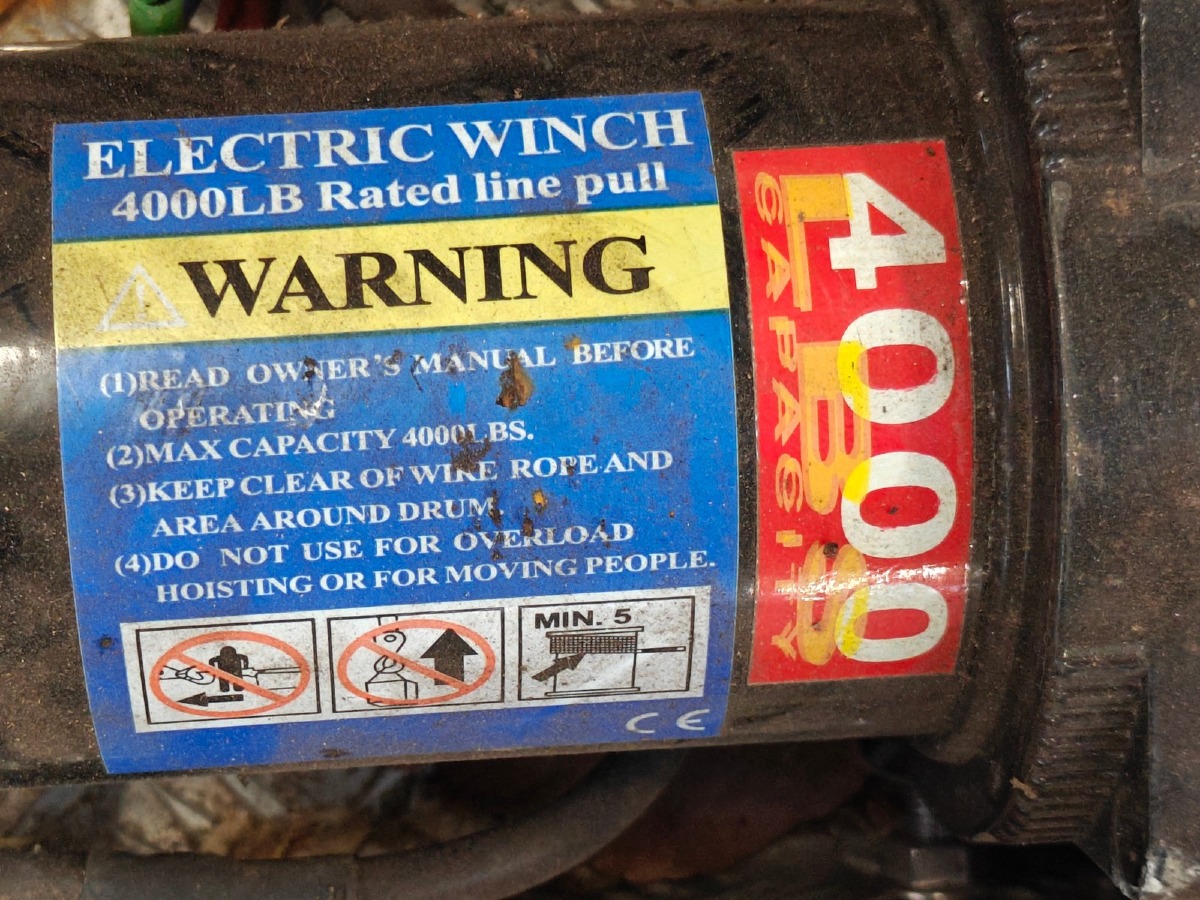 ELECTRIC WINCH
4000LB Rated line pull
WARNING
(1)READ OWNER'S MANUAL BEFORE
OPERATING
(2)MAX CAPACITY 4000LBS.
(3)KEEP CLEAR OF WIRE ROPE AND
AREA AROUND DRUM.
(4)DO NOT USE FOR OVERLOAD
HOISTING OR FOR MOVING PEOPLE.
MIN. 5
CE
4000
LBS
CAPACITY